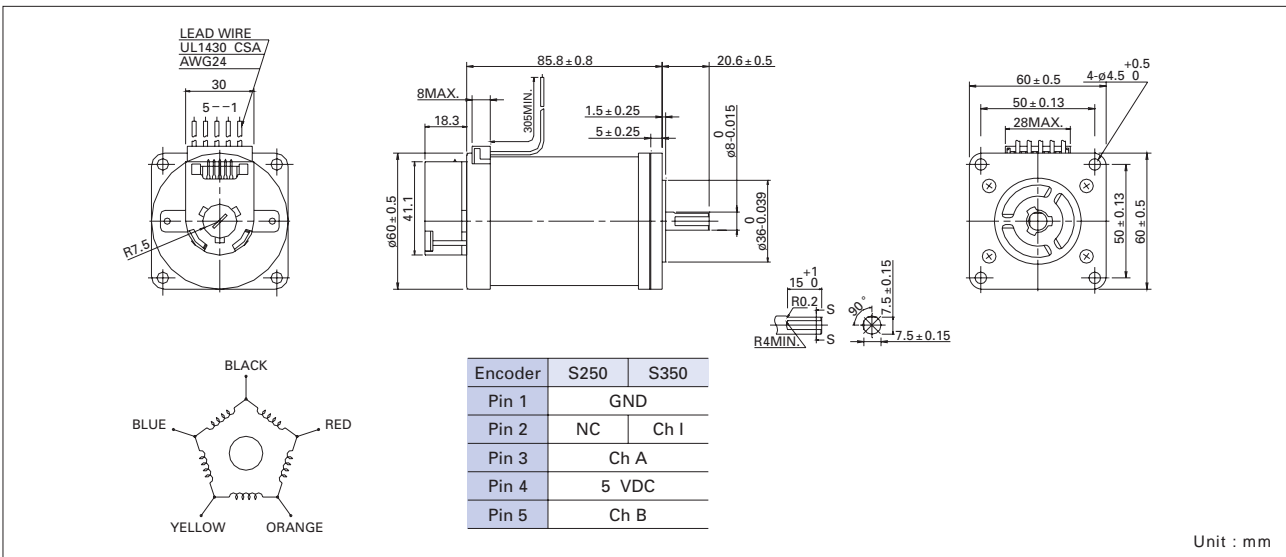 LEAD WIRE
UL1430 CSA
AWG24
30
5--1
R7.5
85.8±0.8
20.6±0.5
8MAX.
305MIN.
1.5±0.25
18.3
5±0.25
0
ø8-0.015
ø60±0.5
41.1
0
ø36-0.039
+0.5
60±0.5
4-ø4.5 0
50±0.13
28MAX.
50±0.13
60±0.5
+1
15 0
R0.2
S
R4MIN.
S
90°
7.5±0.15
7.5±0.15
BLACK
BLUE
RED
YELLOW
ORANGE
Encoder S250 S350
Pin 1 GND
Pin 2 NC Ch I
Pin 3 Ch A
Pin 4 5 VDC
Pin 5 Ch B
Unit : mm